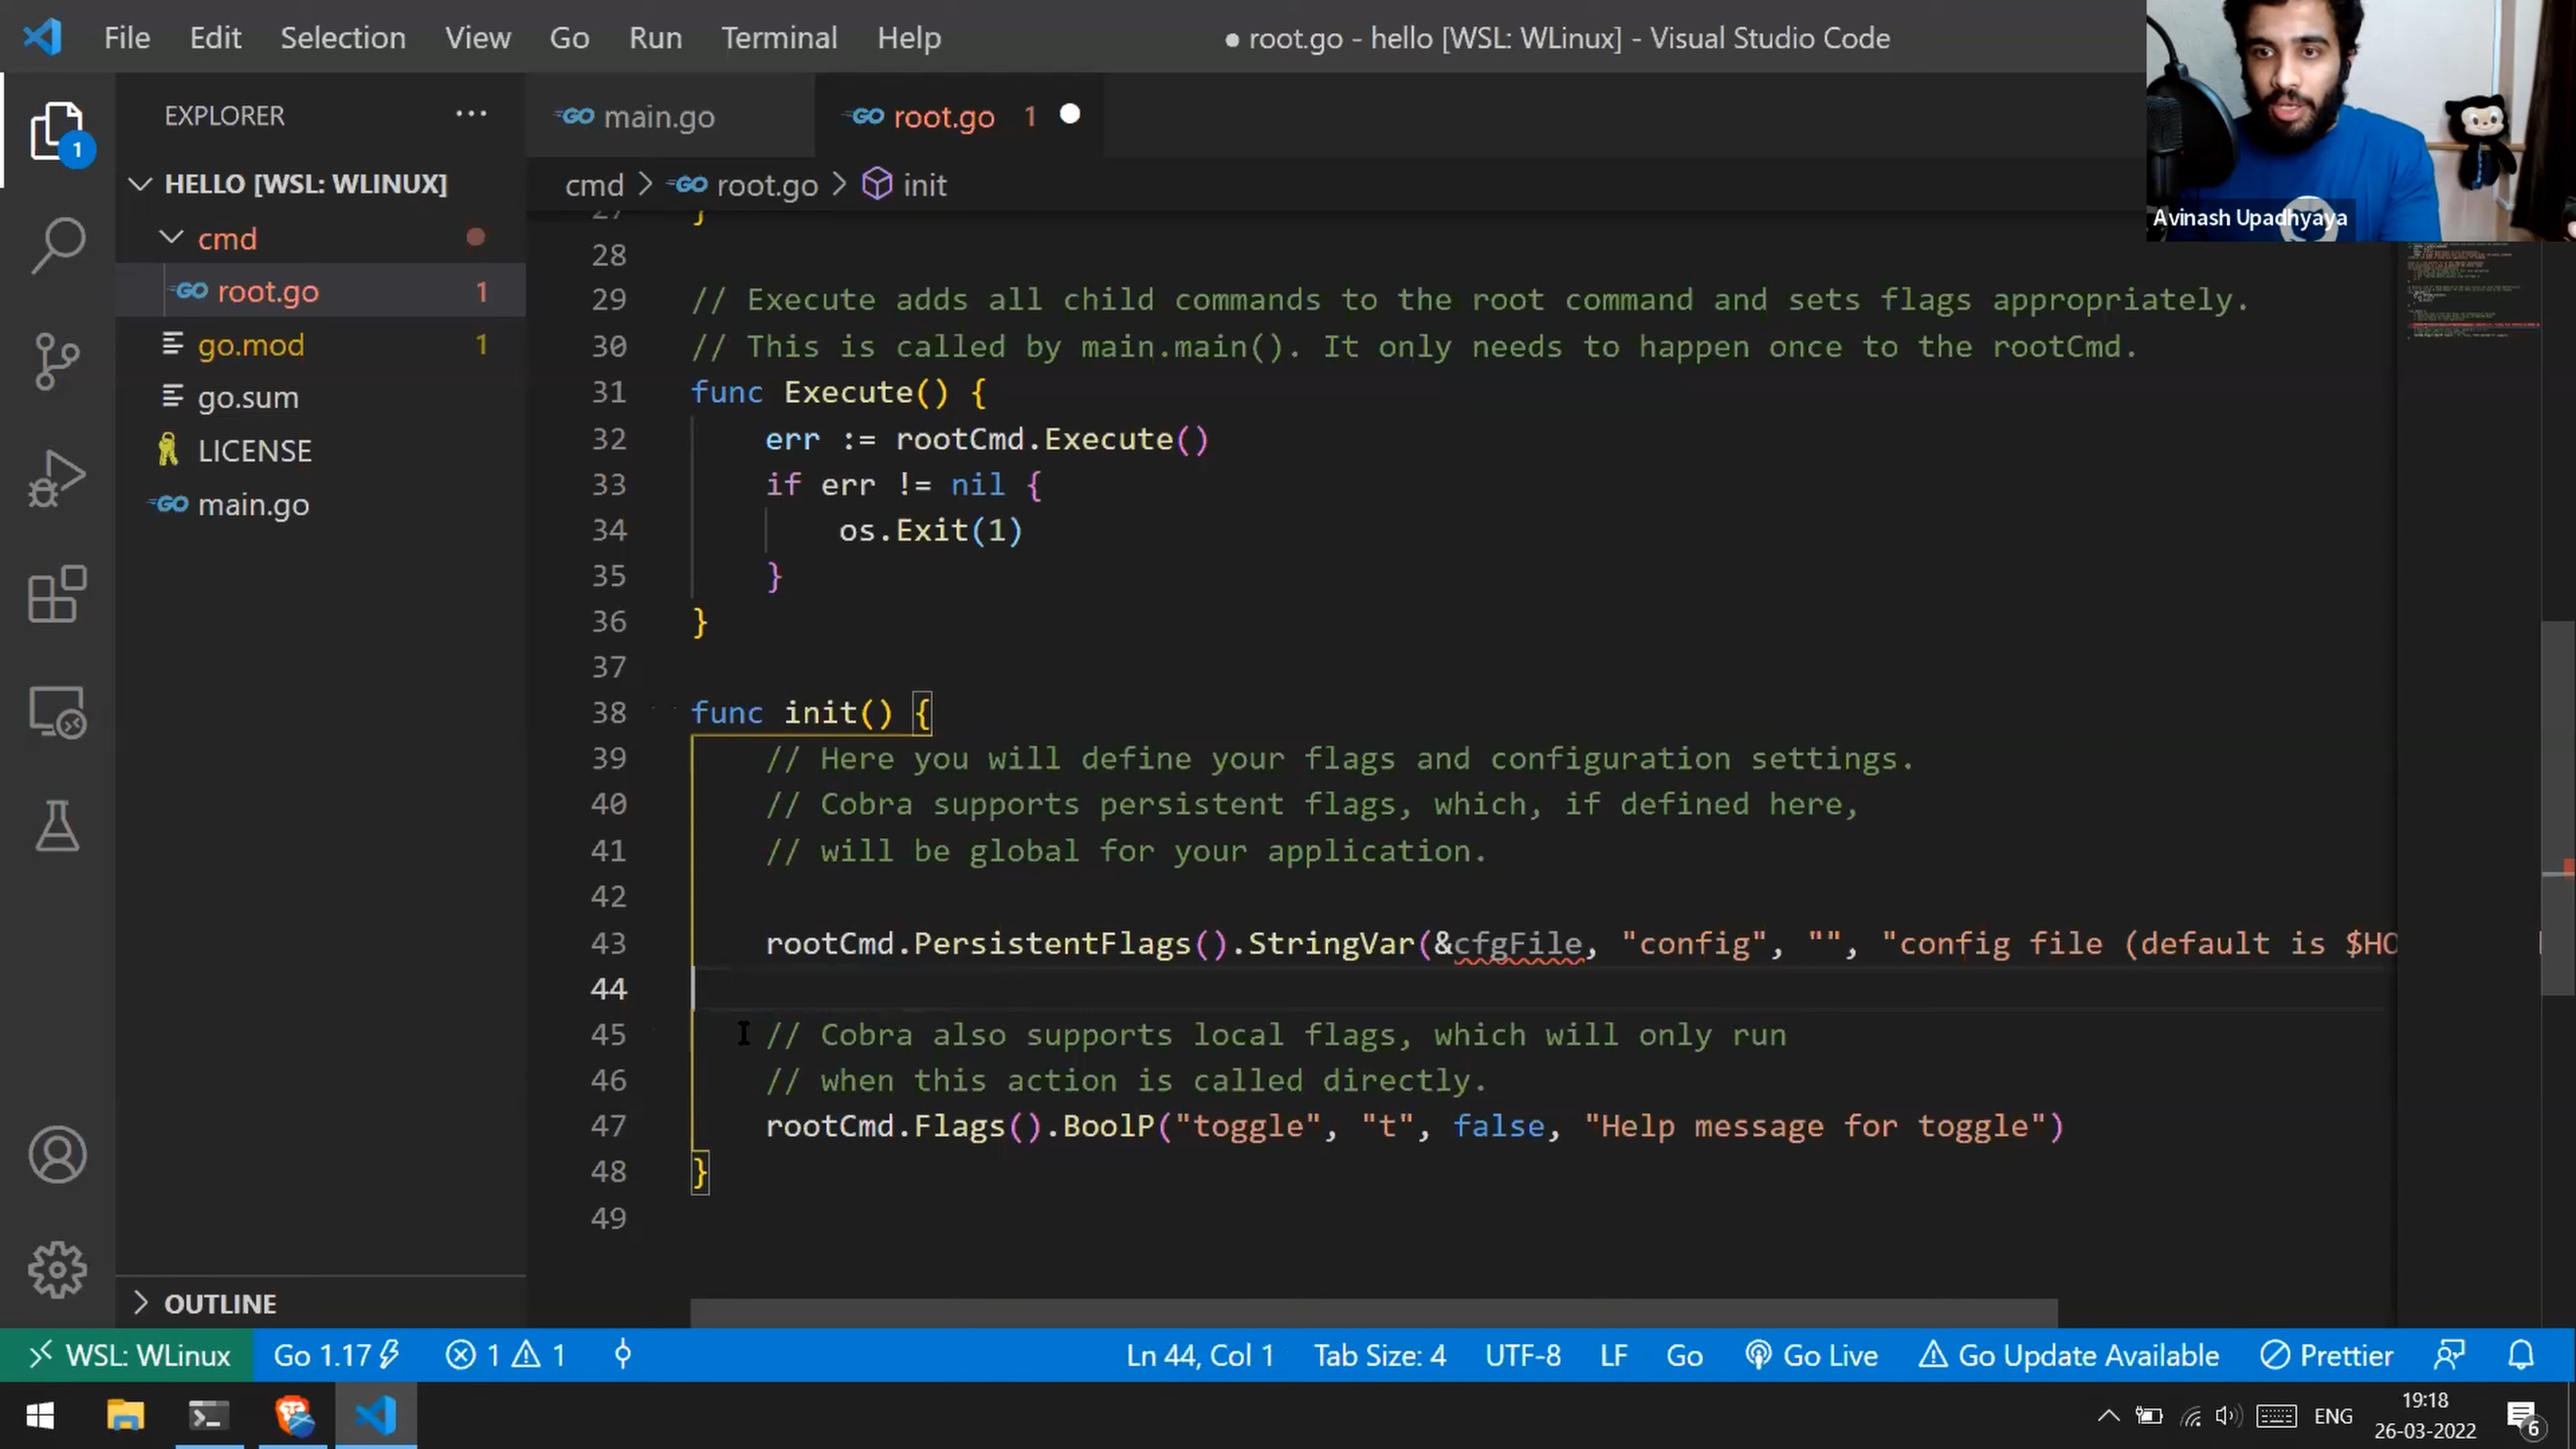 File Edit Selection View Go Run Terminal Help
● root.go - hello [WSL: WLinux] - Visual Studio Code
Avinash Upadhyaya
1
EXPLORER ···
HELLO [WSL: WLINUX]
cmd
root.go 1
go.mod 1
go.sum
LICENSE
main.go
OUTLINE
main.go
root.go 1
cmd > root.go > init
27 }
28
29 // Execute adds all child commands to the root command and sets flags appropriately.
30 // This is called by main.main(). It only needs to happen once to the rootCmd.
31 func Execute() {
32 err := rootCmd.Execute()
33 if err != nil {
34 os.Exit(1)
35 }
36 }
37
38 func init() {
39 // Here you will define your flags and configuration settings.
40 // Cobra supports persistent flags, which, if defined here,
41 // will be global for your application.
42
43 rootCmd.PersistentFlags().StringVar(&cfgFile, "config", "", "config file (default is $HO
44
45 // Cobra also supports local flags, which will only run
46 // when this action is called directly.
47 rootCmd.Flags().BoolP("toggle", "t", false, "Help message for toggle")
48 }
49
WSL: WLinux Go 1.17 1 1 Ln 44, Col 1 Tab Size: 4 UTF-8 LF Go Go Live Go Update Available Prettier
ENG
19:18
26-03-2022
6